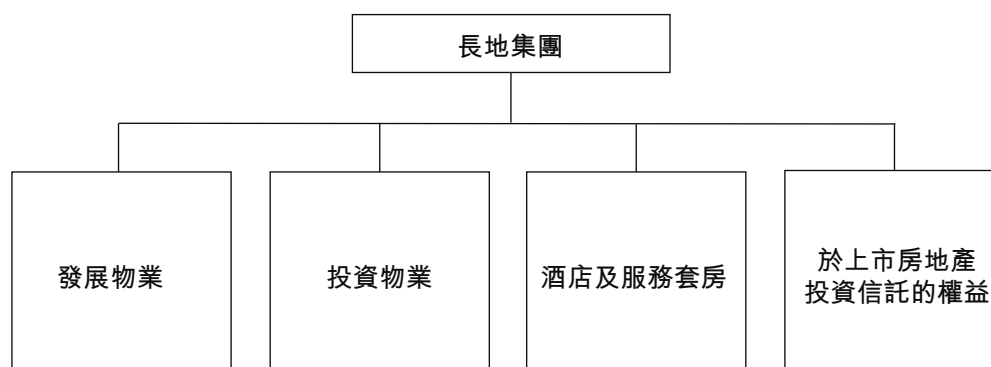 長地集團
發展物業
投資物業
酒店及服務套房
於上市房地產
投資信託的權益